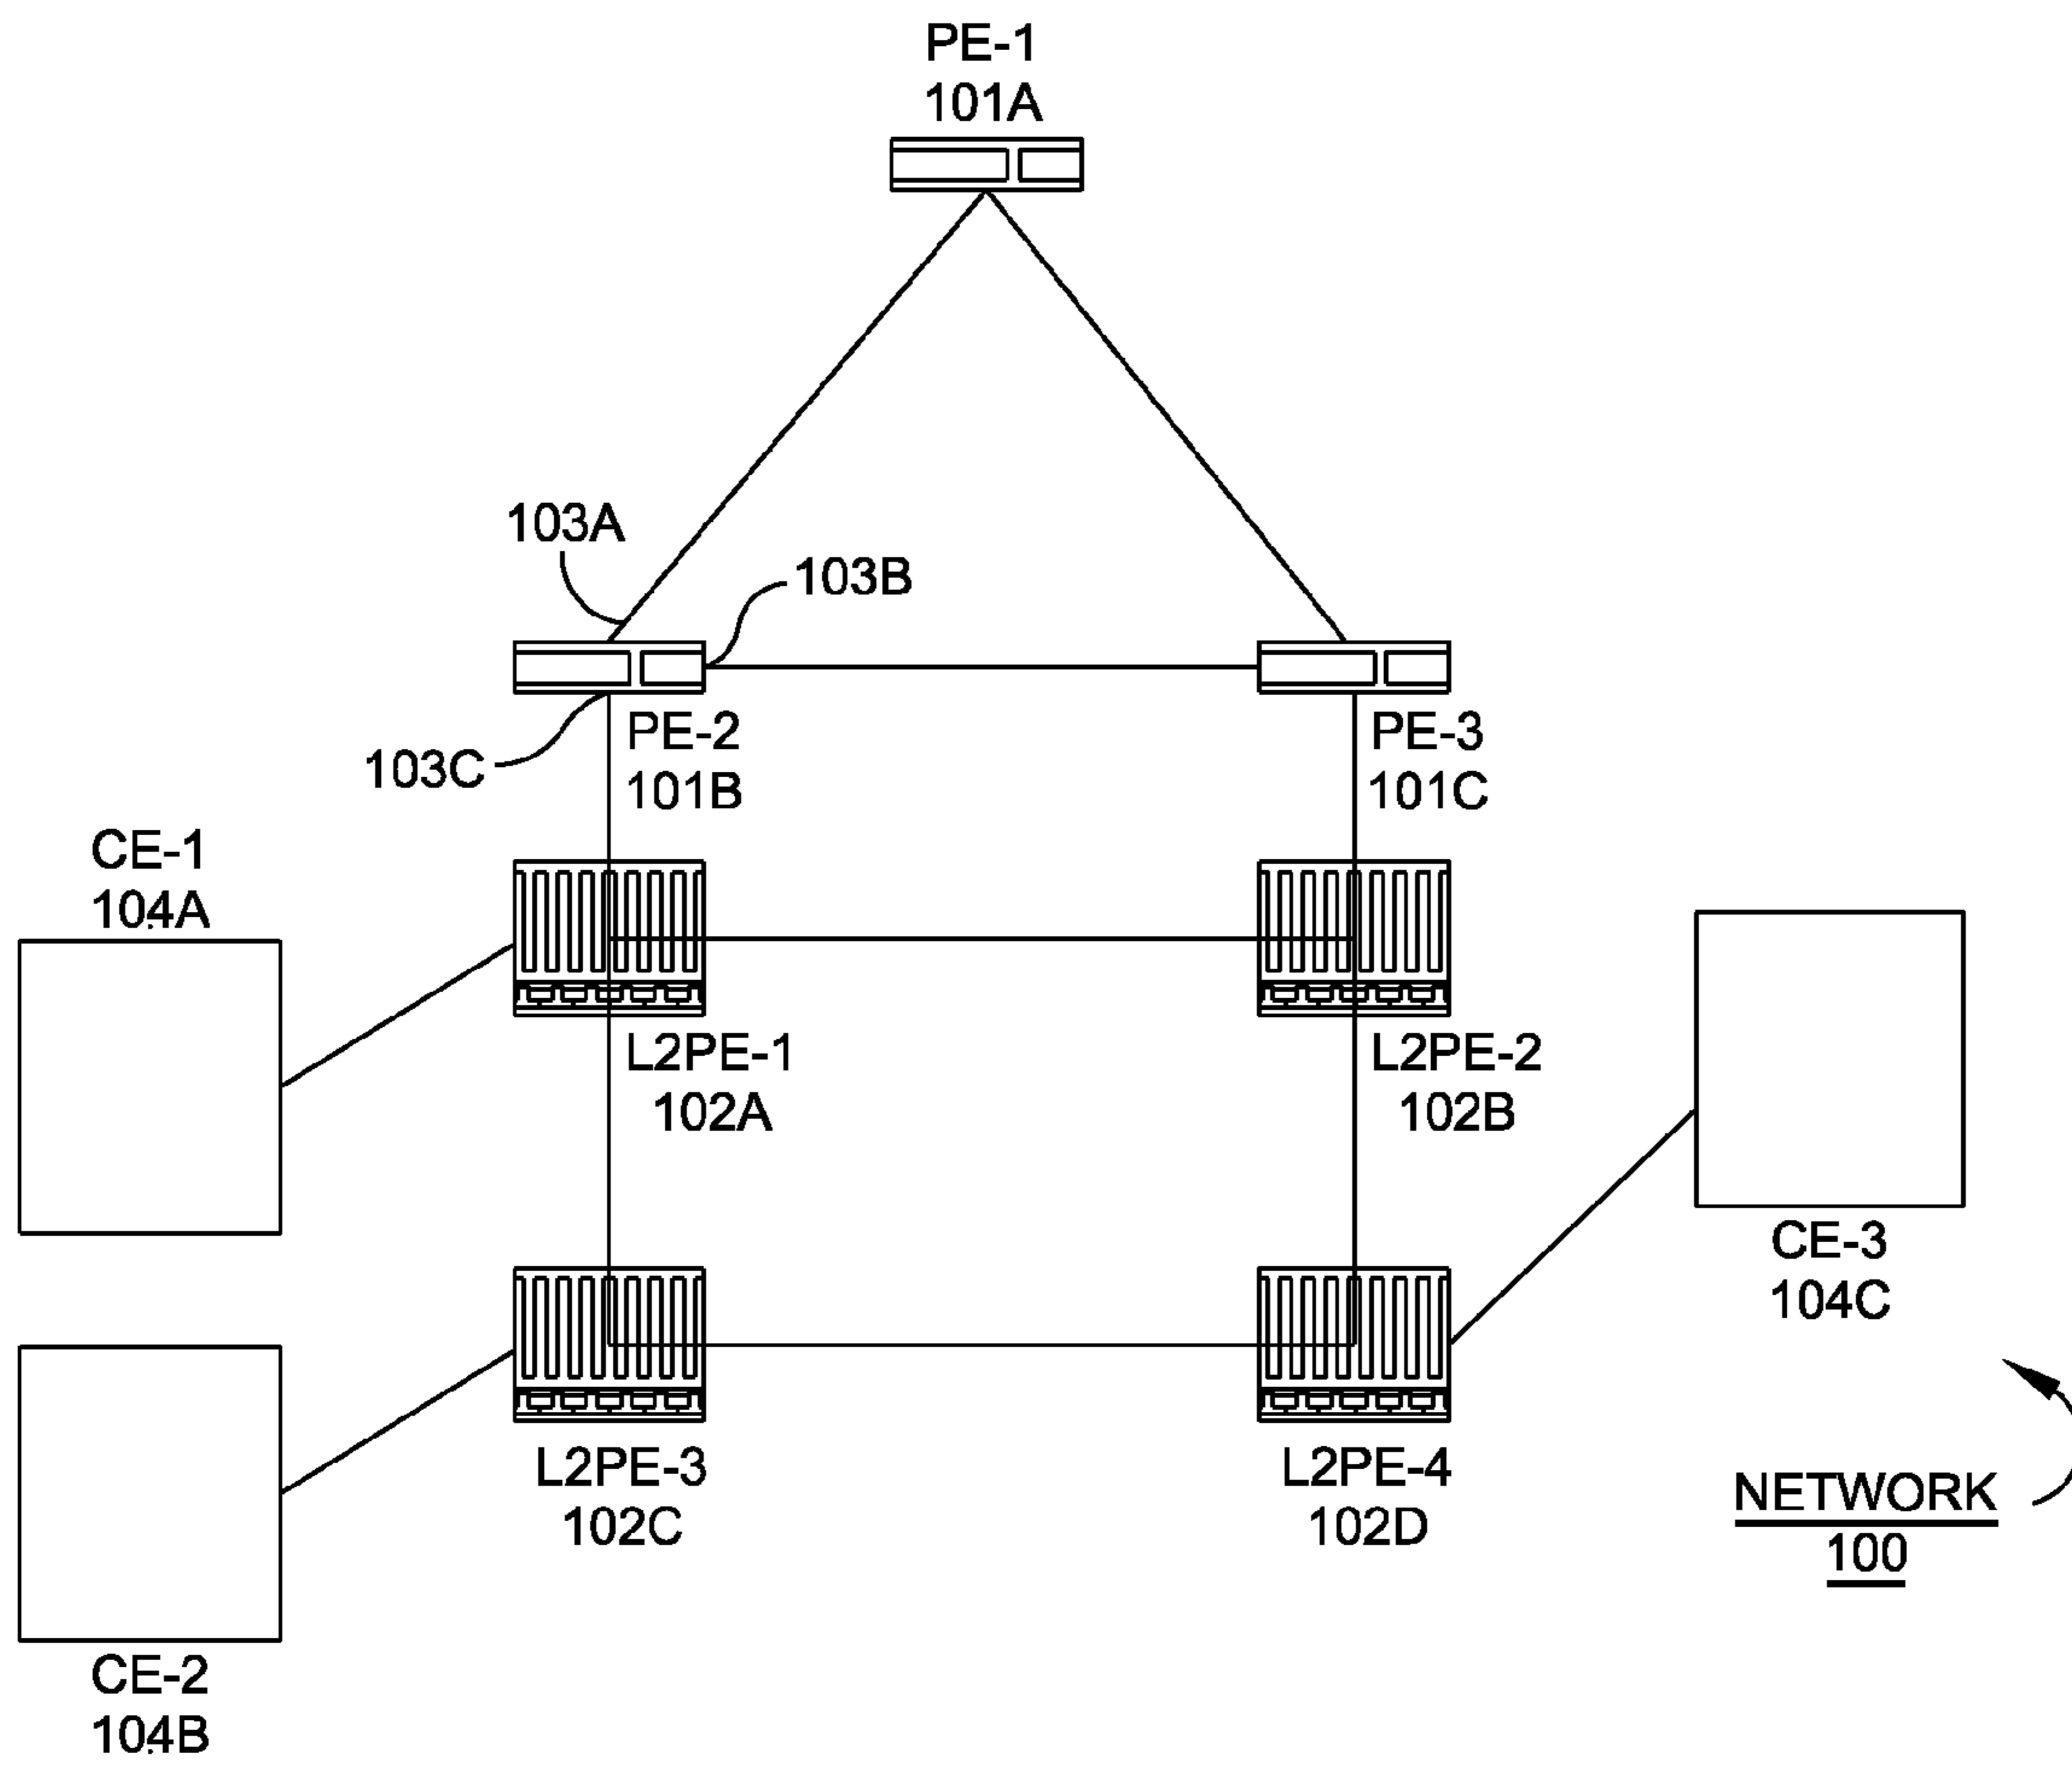 PE-1
101A
103A
103B
103C
PE-2
101B
PE-3
101C
CE-1
104A
L2PE-1
102A
L2PE-2
102B
CE-3
104C
L2PE-3
102C
L2PE-4
102D
NETWORK
100
CE-2
104B